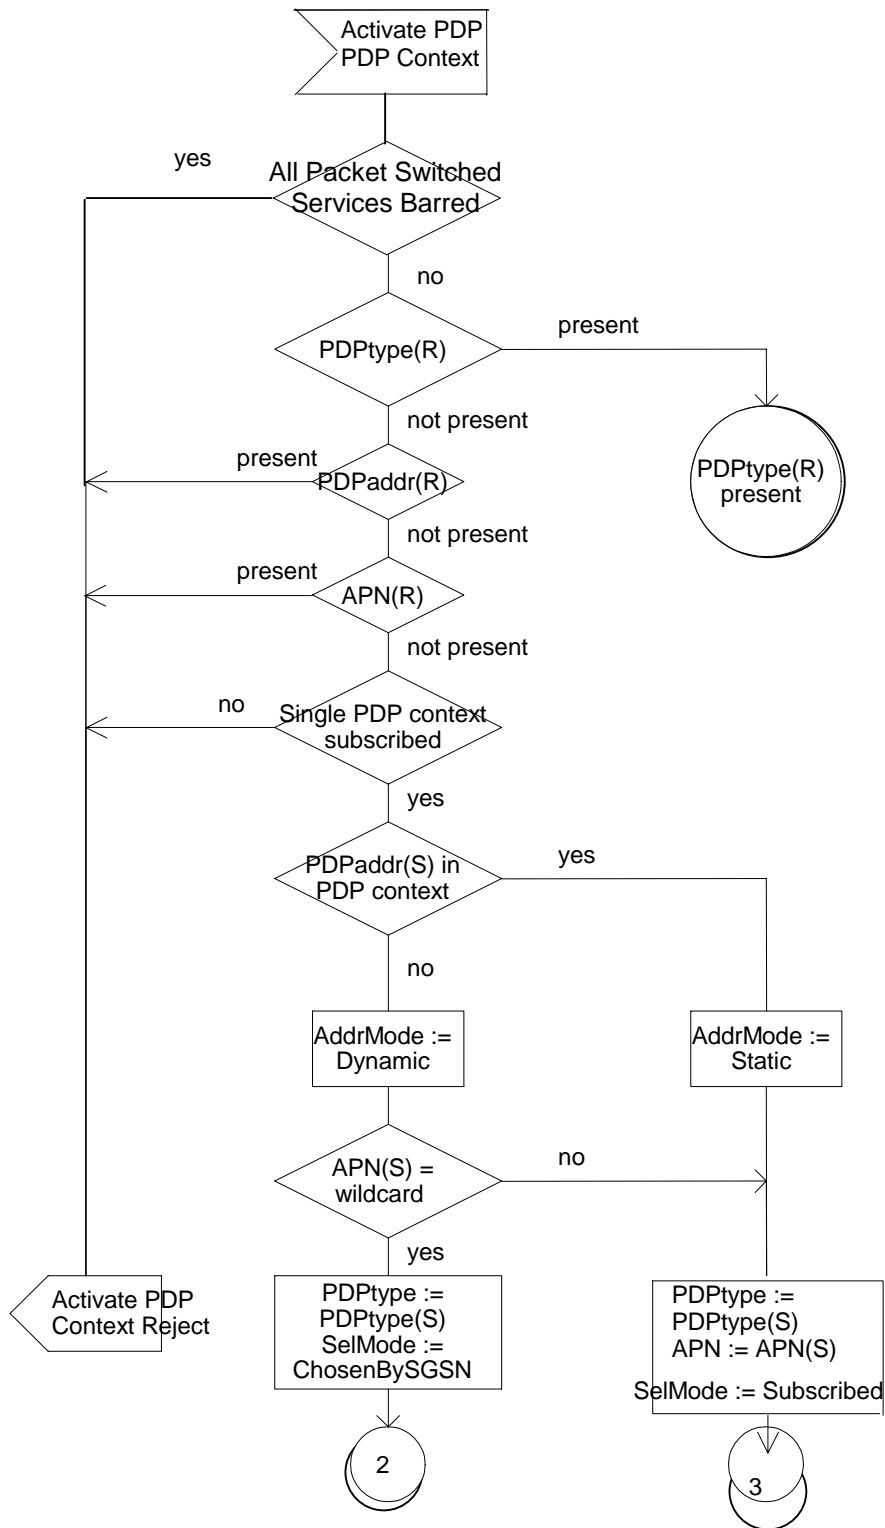 Activate PDP
PDP Context
yes
All Packet Switched
Services Barred
no
PDPtype(R)
present
not present
PDPtype(R)
present
present
PDPaddr(R)
not present
present
APN(R)
not present
no
Single PDP context
subscribed
yes
PDPaddr(S) in
PDP context
yes
no
AddrMode :=
Dynamic
AddrMode :=
Static
APN(S) =
wildcard
no
yes
Activate PDP
Context Reject
PDPtype :=
PDPtype(S)
SelMode :=
ChosenBySGSN
PDPtype :=
PDPtype(S)
APN := APN(S)
SelMode := Subscribed
2
3